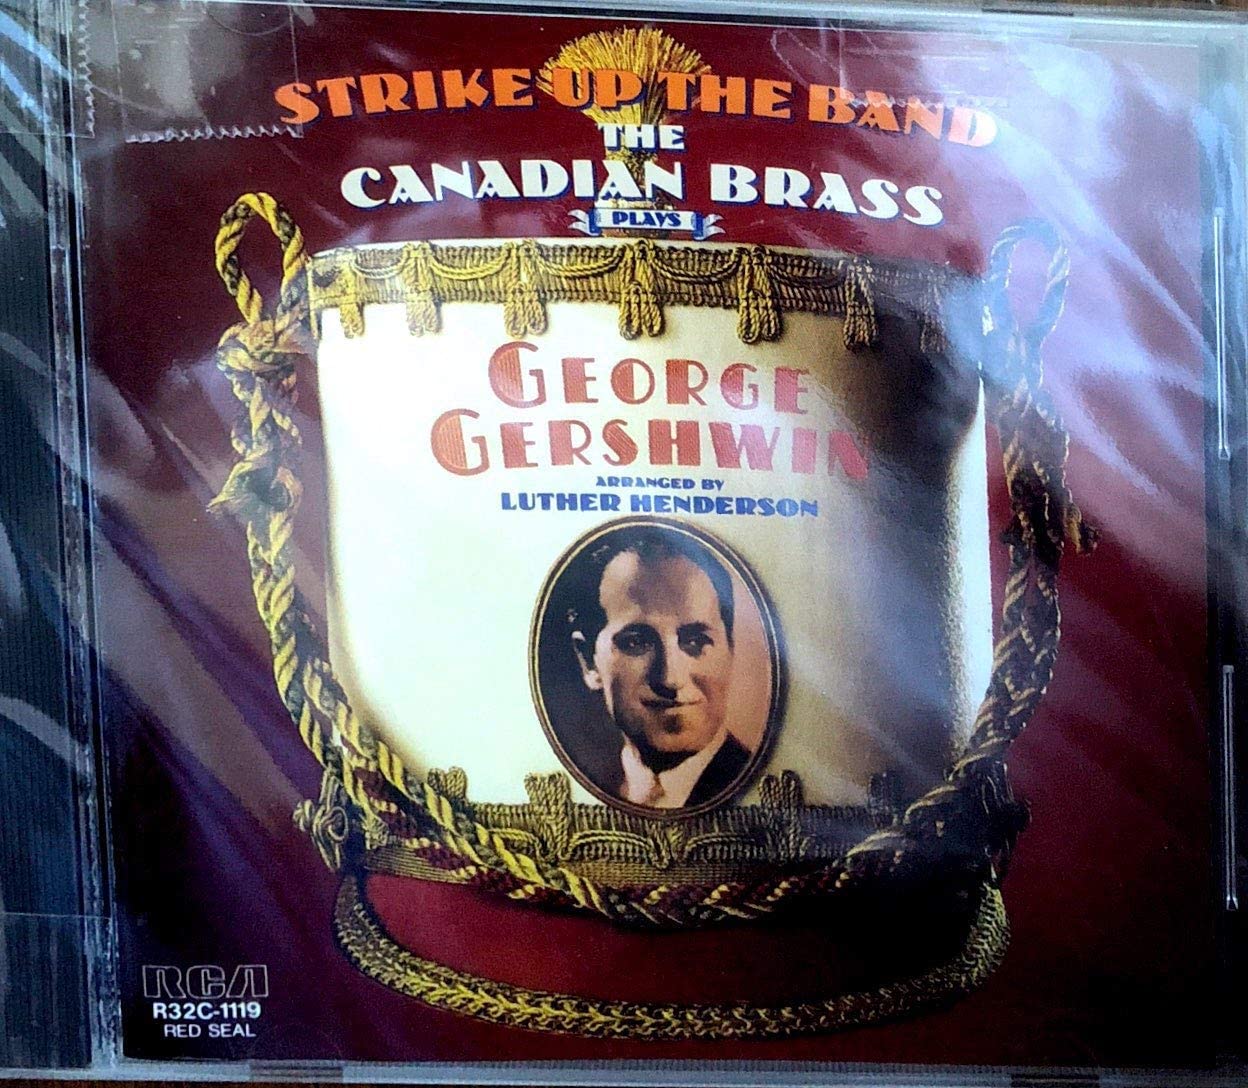 STRIKE UP THE BAND
THE
CANADIAN BRASS
PLAYS
GEORGE
GERSHWIN
ARRANGED BY
LUTHER HENDERSON
RCA
R32C-1119
RED SEAL